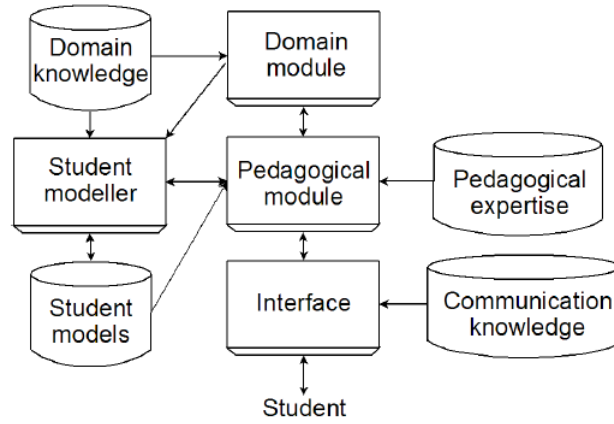 Domain
knowledge
Domain
module
Student
modeller
Pedagogical
module
Pedagogical
expertise
Student
models
Interface
Communication
knowledge
Student